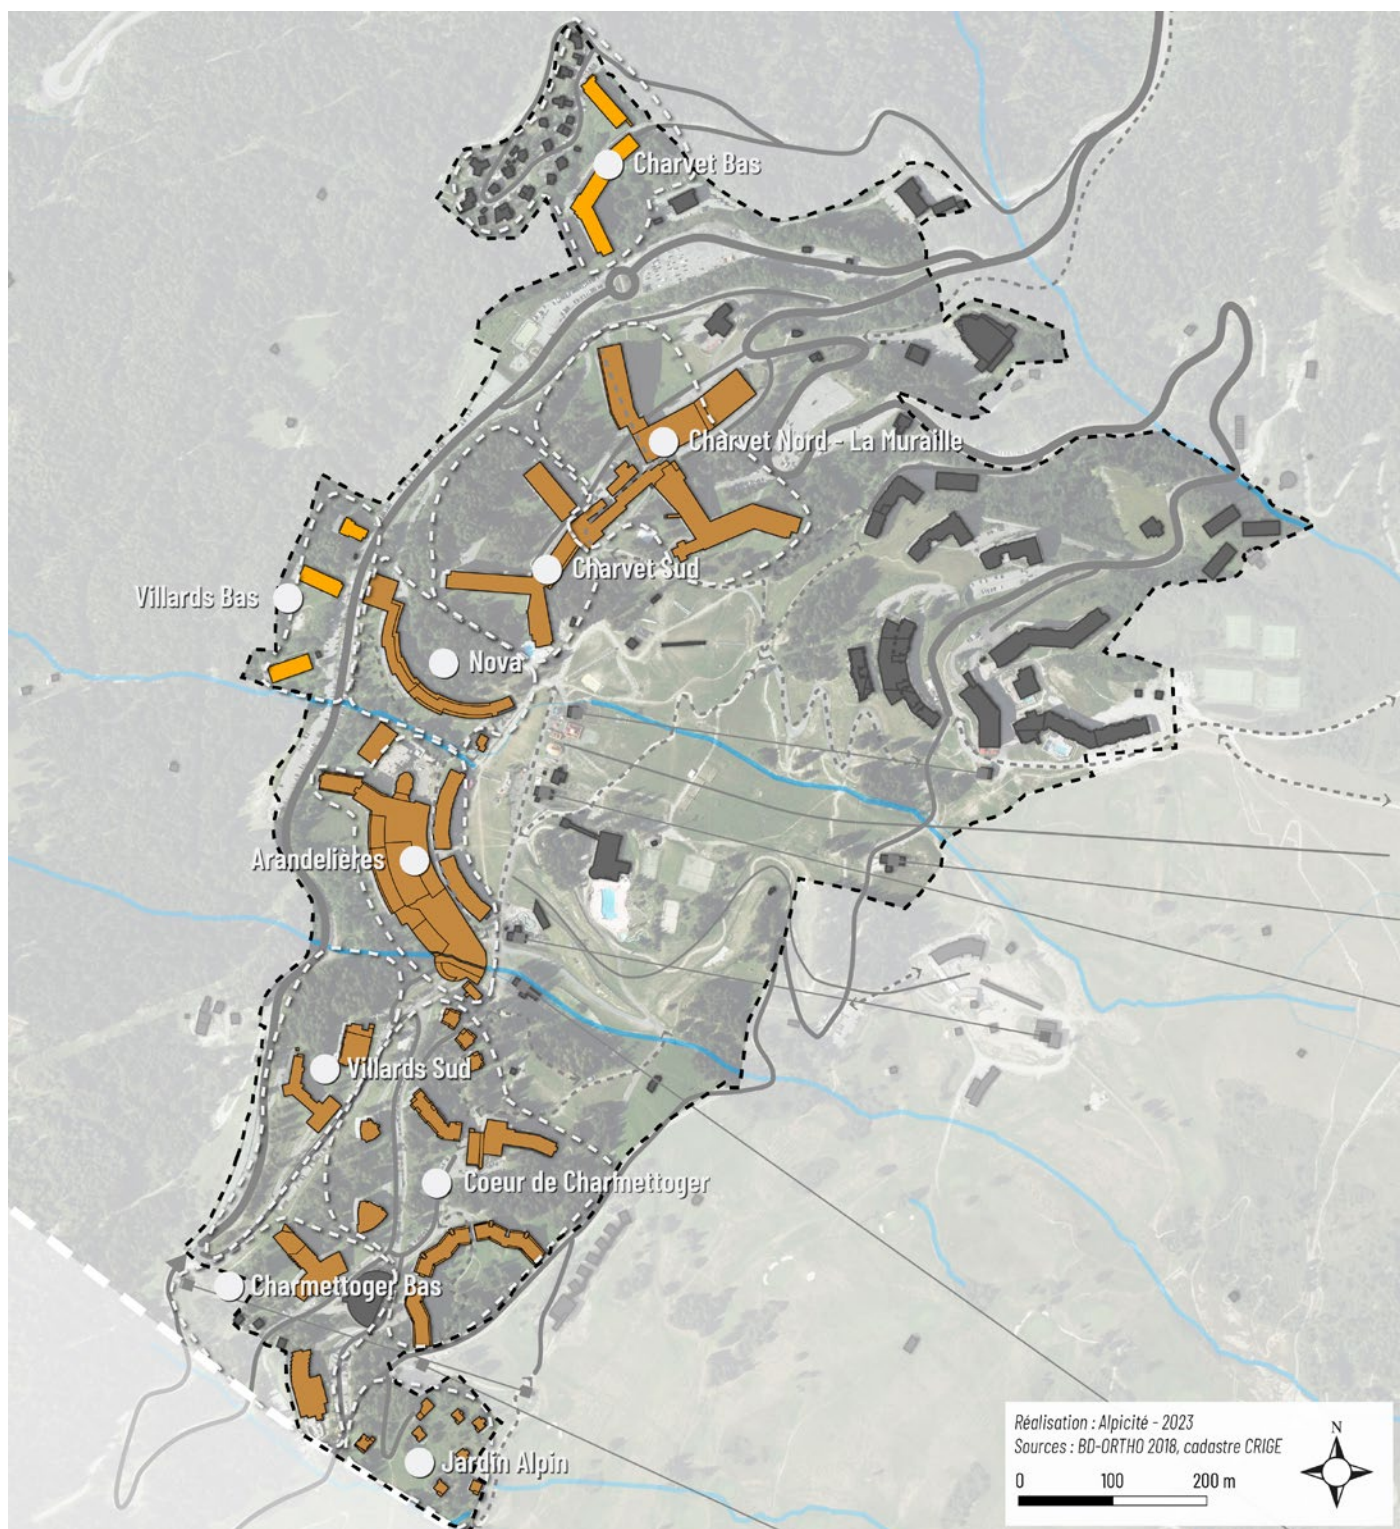 Charvet Bas
Charvet Nord - La Muraille
Charvet Sud
Villards Bas
Nova
Arandelières
Villards Sud
Coeur de Charmettoger
Charmettoger Bas
Jardin Alpin
Réalisation : Alpicité - 2023
Sources : BD-ORTHO 2018, cadastre CRIGE
N
0 100 200 m